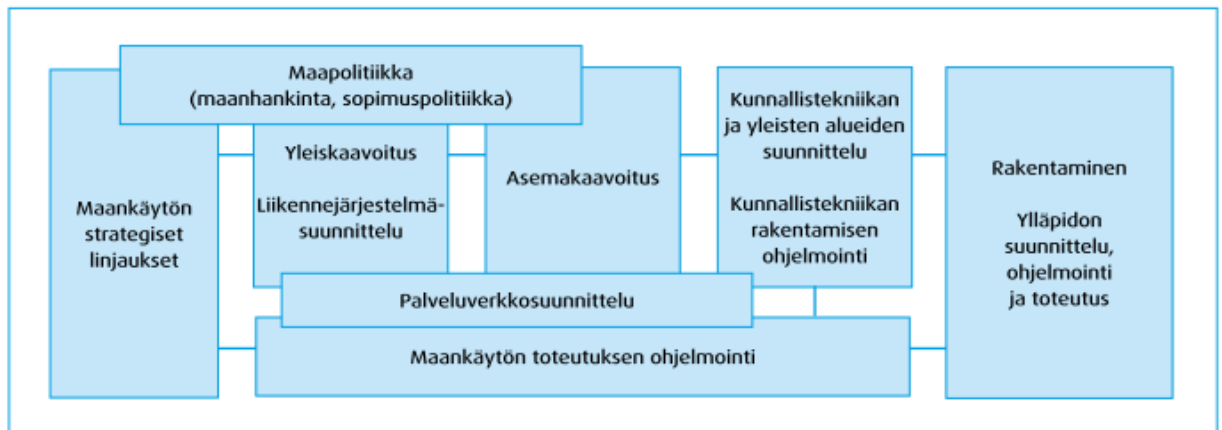 Maapolitiikka
(maanhankinta, sopimuspolitiikka)
Maankäytön
strategiset
linjaukset
Yleiskaavoitus
Liikennejärjestelmä-
suunnittelu
Asemakaavoitus
Kunnallistekniikan
ja yleisten alueiden
suunnittelu
Kunnallistekniikan
rakentamisen
ohjelmointi
Rakentaminen
Ylläpidon
suunnittelu,
ohjelmointi
ja toteutus
Palveluverkkosuunnittelu
Maankäytön toteutuksen ohjelmointi